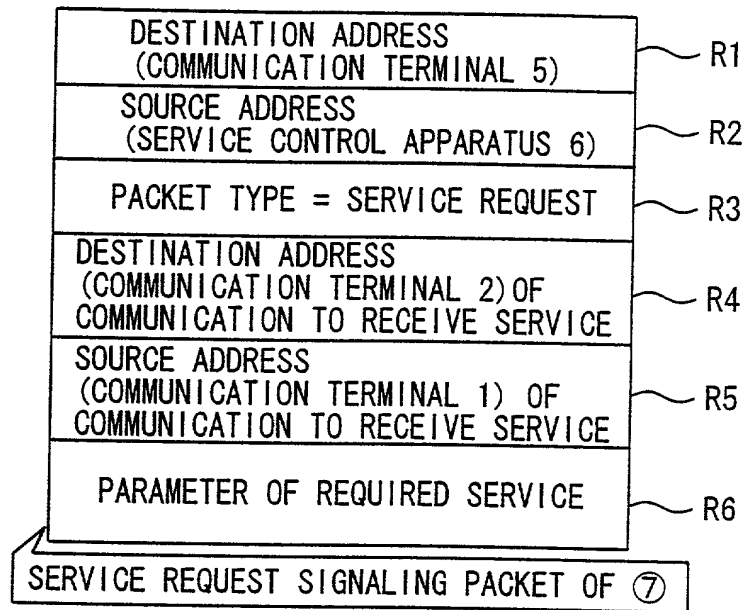 DESTINATION ADDRESS
(COMMUNICATION TERMINAL 5)
R1
SOURCE ADDRESS
(SERVICE CONTROL APPARATUS 6)
R2
PACKET TYPE = SERVICE REQUEST
R3
DESTINATION ADDRESS
(COMMUNICATION TERMINAL 2)OF
COMMUNICATION TO RECEIVE SERVICE
R4
SOURCE ADDRESS
(COMMUNICATION TERMINAL 1) OF
COMMUNICATION TO RECEIVE SERVICE
R5
PARAMETER OF REQUIRED SERVICE
R6
SERVICE REQUEST SIGNALING PACKET OF ⑦